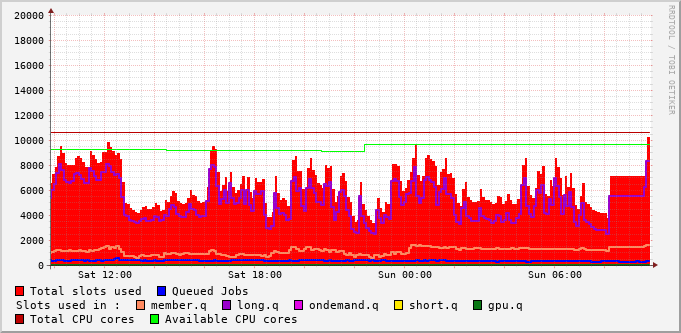 20000
18000
16000
14000
12000
10000
8000
6000
4000
2000
0
Sat 12:00 Sat 18:00 Sun 00:00 Sun 06:00
RRDTOOL / TOBI OETIKER
Total slots used Queued Jobs
Slots used in : member.q long.q ondemand.q short.q gpu.q
Total CPU cores Available CPU cores